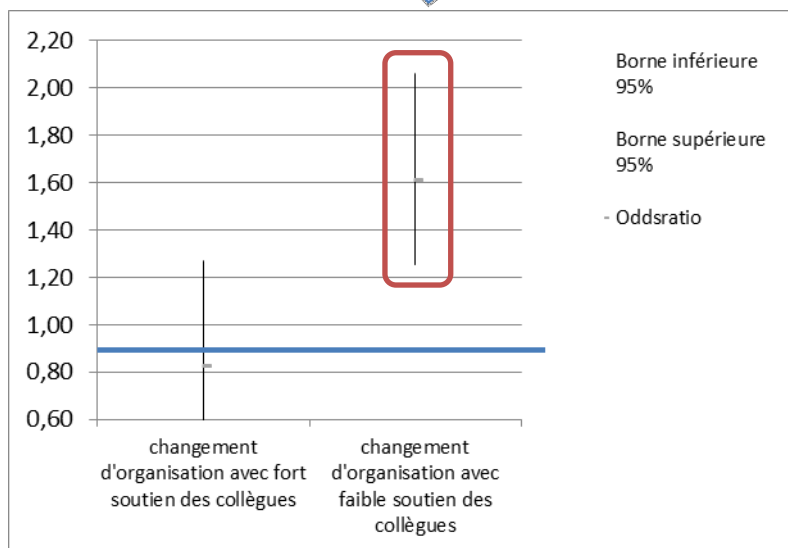 2,20
2,00
1,80
1,60
1,40
1,20
1,00
0,80
0,60
changement
d'organisation avec fort
soutien des collègues
changement
d'organisation avec
faible soutien des
collègues
Borne inférieure
95%
Borne supérieure
95%
Oddsratio